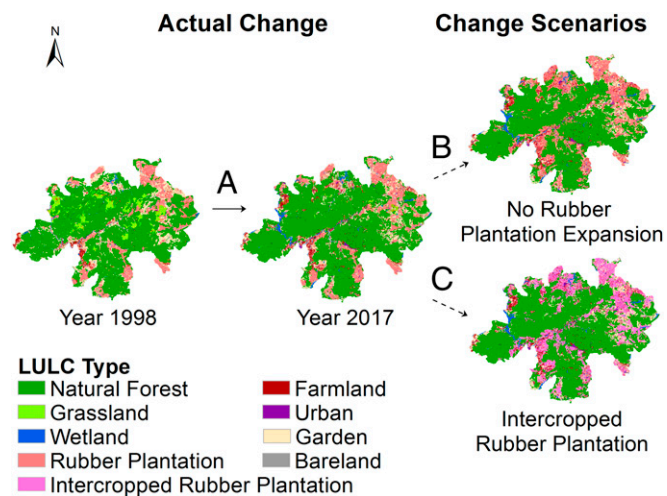 Actual Change
Change Scenarios
N
A
B
C
Year 1998
Year 2017
No Rubber
Plantation Expansion
Intercropped
Rubber Plantation
LULC Type
Natural Forest
Grassland
Wetland
Rubber Plantation
Intercropped Rubber Plantation
Farmland
Urban
Garden
Bareland